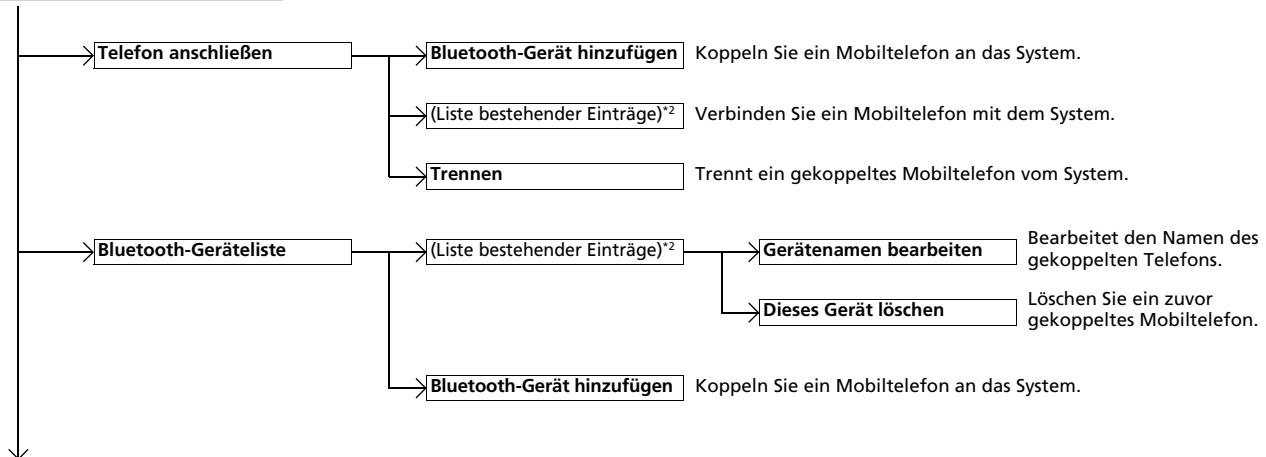 Telefon anschließen
Bluetooth-Gerät hinzufügen
Koppeln Sie ein Mobiltelefon an das System.
(Liste bestehender Einträge)*2
Verbinden Sie ein Mobiltelefon mit dem System.
Trennen
Trennt ein gekoppeltes Mobiltelefon vom System.
Bluetooth-Geräteliste
(Liste bestehender Einträge)*2
Gerätenamen bearbeiten
Bearbeitet den Namen des
gekoppelten Telefons.
Dieses Gerät löschen
Löschen Sie ein zuvor
gekoppeltes Mobiltelefon.
Bluetooth-Gerät hinzufügen
Koppeln Sie ein Mobiltelefon an das System.